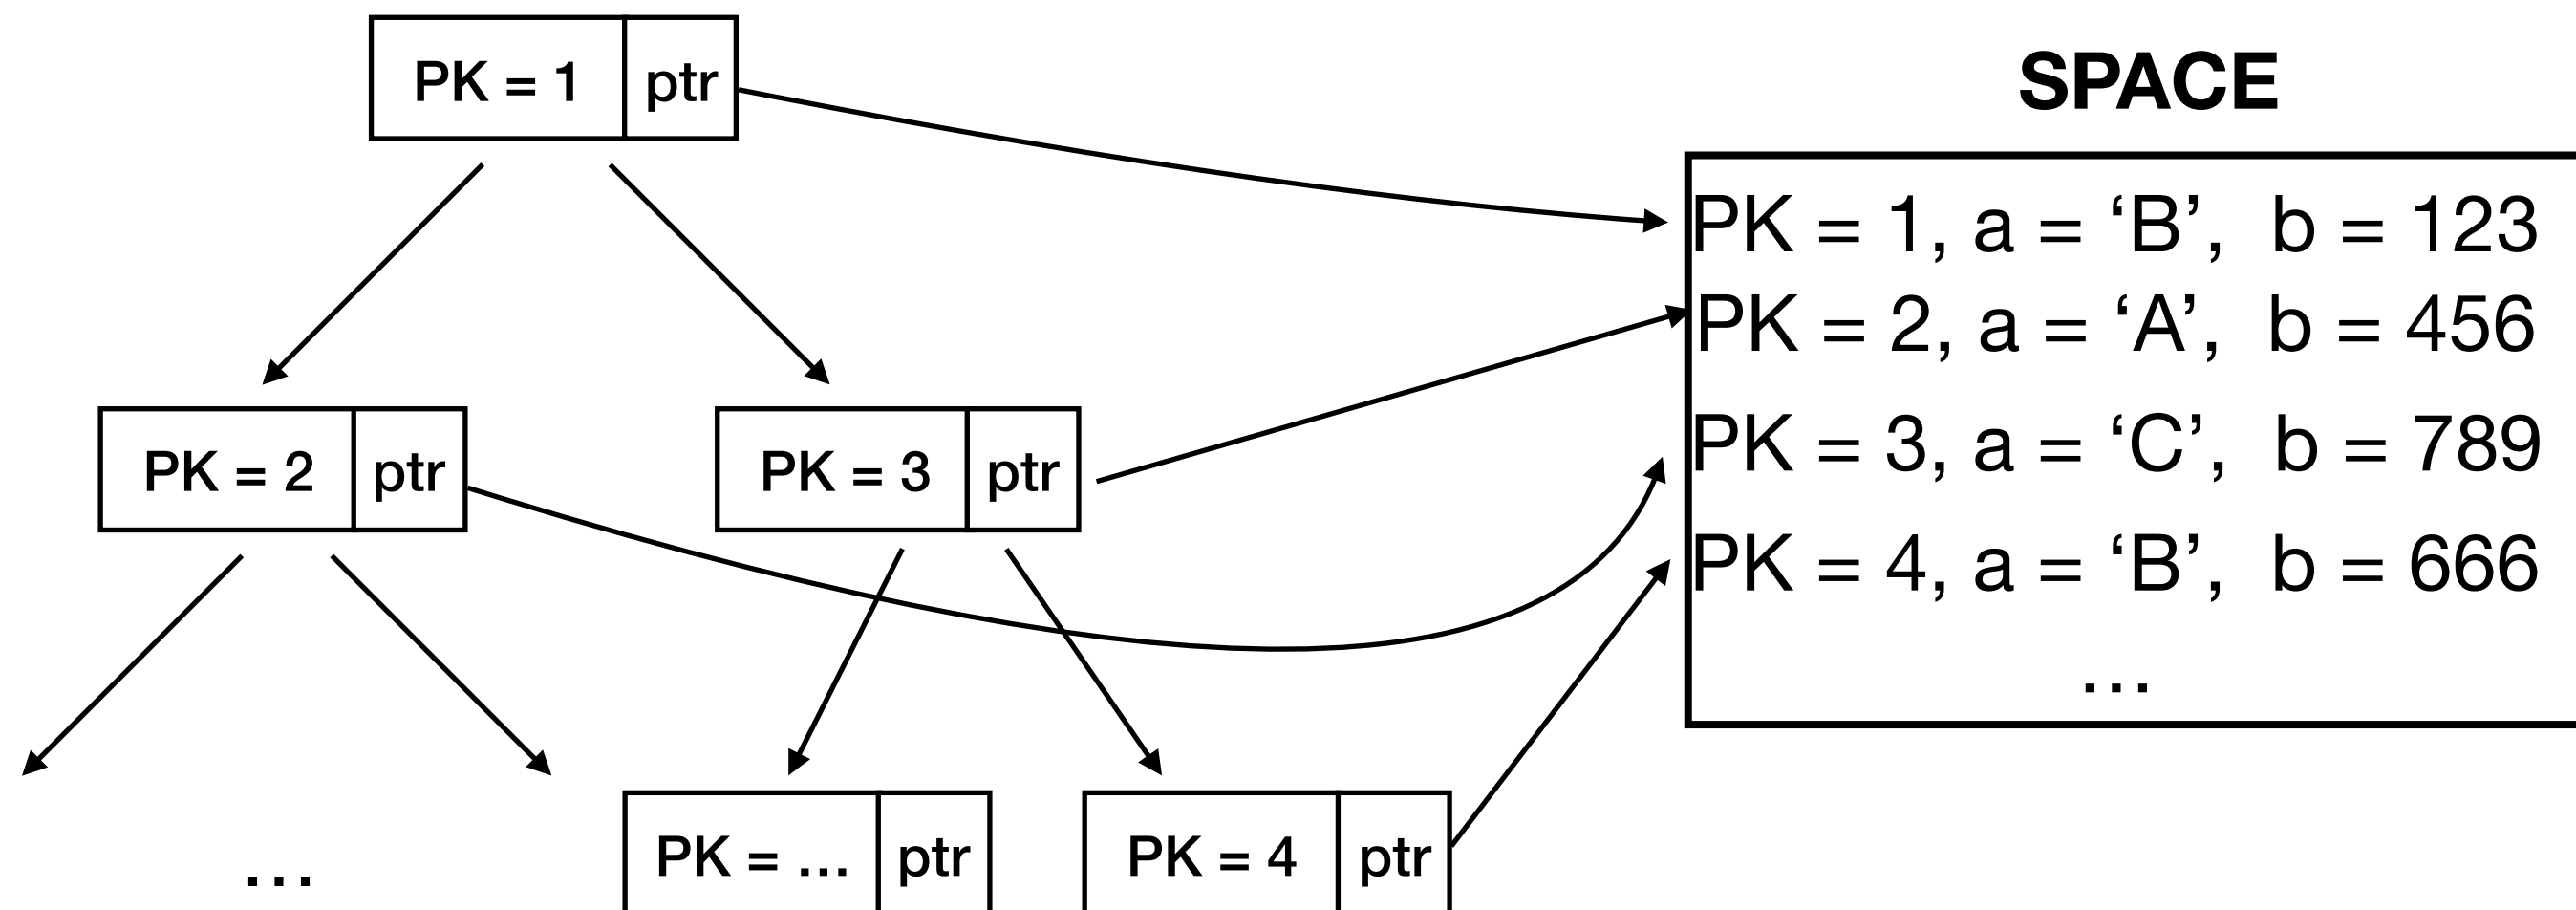 PK = 1 ptr
SPACE
PK = 1, a = ‘B’, b = 123
PK = 2, a = ‘A’, b = 456
PK = 3, a = ‘C’, b = 789
PK = 4, a = ‘B’, b = 666
...
PK = 2 ptr
PK = 3 ptr
...
PK = ... ptr
PK = 4 ptr